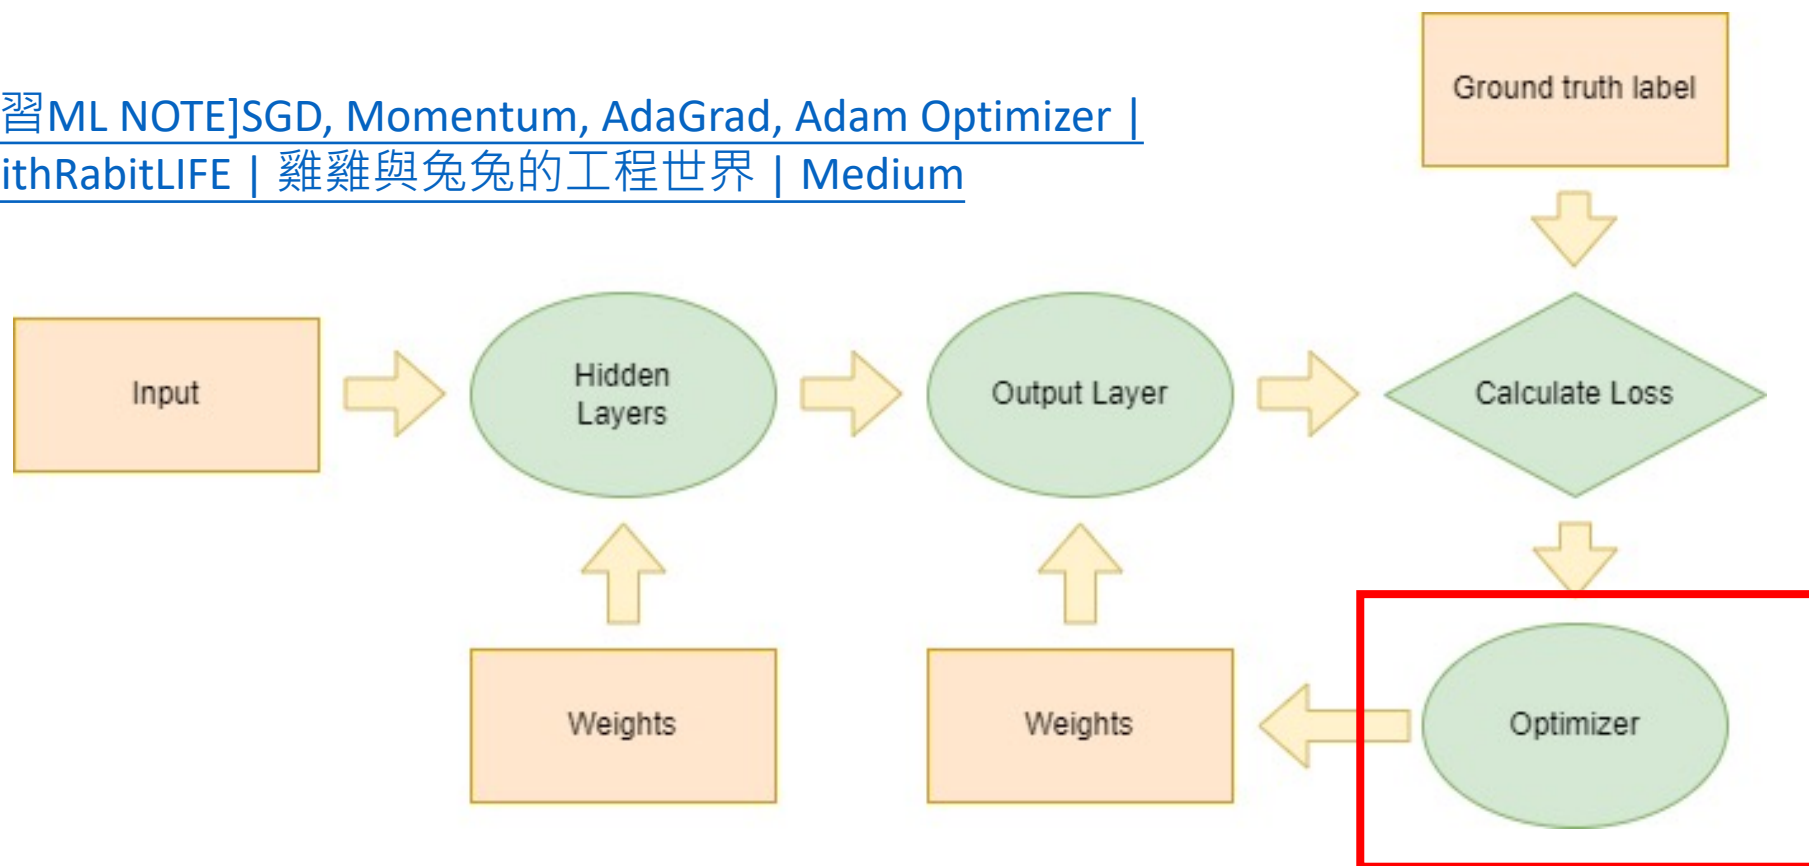 習ML NOTE]SGD, Momentum, AdaGrad, Adam Optimizer |
ithRabitLIFE | 雞雞與兔兔的工程世界 | Medium
Ground truth label
Input
Hidden
Layers
Output Layer
Calculate Loss
Weights
Weights
Optimizer